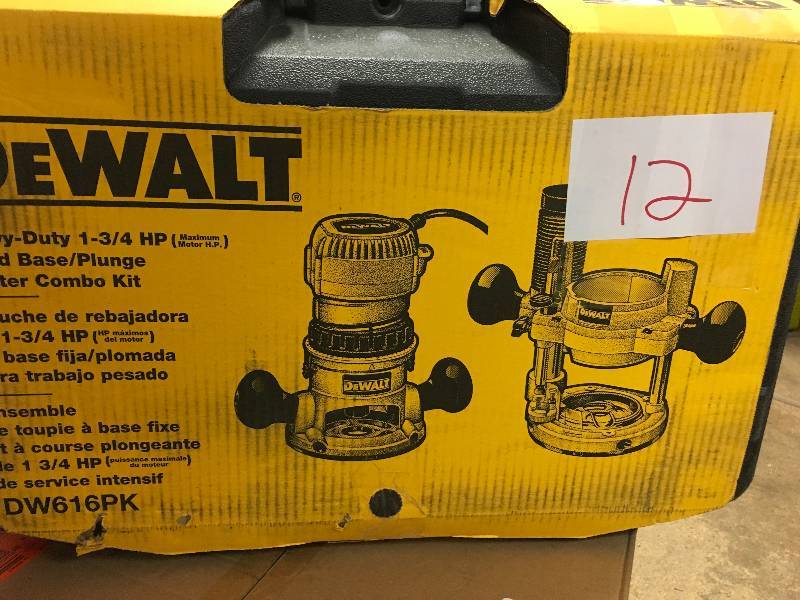 DEWALT®
y-Duty 1-3/4 HP (Maximum Motor H.P.)
d Base/Plunge
ter Combo Kit
uche de rebajadora
1-3/4 HP (HP máximos del motor)
base fija/plomada
ra trabajo pesado
nsemble
e toupie à base fixe
t à course plongeante
de 1 3/4 HP (puissance maximale du moteur)
de service intensif
DW616PK
12
DEWALT
DEWALT